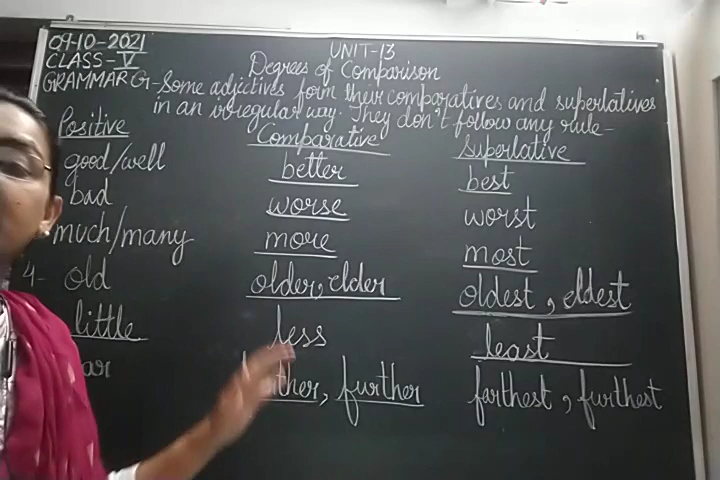 09-10-2021
UNIT-13
CLASS-V
Degrees of Comparison
GRAMMAR G-Some adjectives form their comparatives and superlatives
in an irregular way. They don't follow any rule-
Positive Comparative Superlative
good/well better best
bad worse worst
much/many more most
4- old older, elder oldest, eldest
little less least
further farthest, furthest